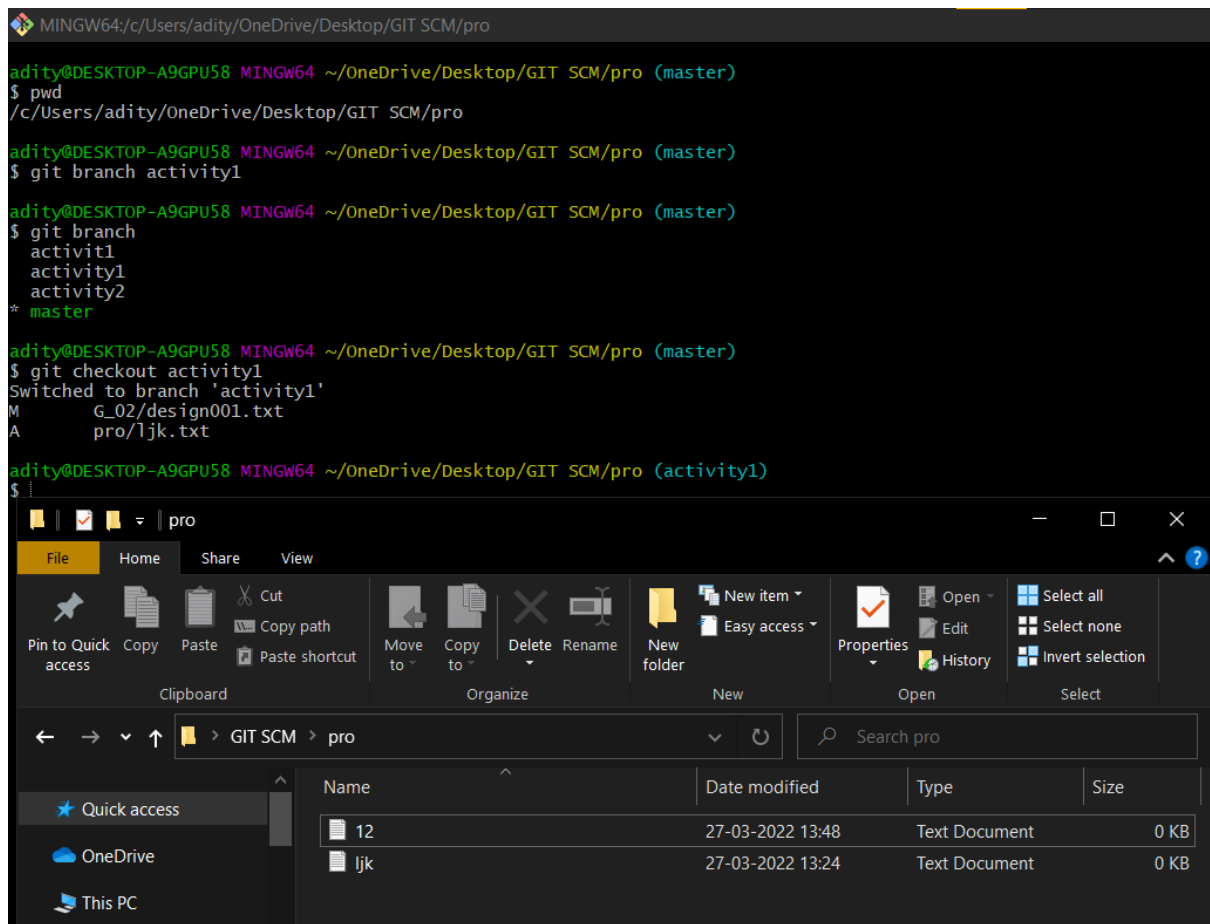 MINGW64:/c/Users/adity/OneDrive/Desktop/GIT SCM/pro
adity@DESKTOP-A9GPU58 MINGW64 ~/OneDrive/Desktop/GIT SCM/pro (master)
$ pwd
/c/Users/adity/OneDrive/Desktop/GIT SCM/pro
adity@DESKTOP-A9GPU58 MINGW64 ~/OneDrive/Desktop/GIT SCM/pro (master)
$ git branch activity1
adity@DESKTOP-A9GPU58 MINGW64 ~/OneDrive/Desktop/GIT SCM/pro (master)
$ git branch
activit1
activity1
activity2
* master
adity@DESKTOP-A9GPU58 MINGW64 ~/OneDrive/Desktop/GIT SCM/pro (master)
$ git checkout activity1
Switched to branch 'activity1'
M G_02/design001.txt
A pro/ljk.txt
adity@DESKTOP-A9GPU58 MINGW64 ~/OneDrive/Desktop/GIT SCM/pro (activity1)
$
pro
File Home Share View
Pin to Quick access
Copy
Paste
Cut
Copy path
Paste shortcut
Move to
Copy to
Delete
Rename
New folder
New item
Easy access
Properties
Open
Edit
History
Select all
Select none
Invert selection
Clipboard Organize New Open Select
GIT SCM > pro
Search pro
Name Date modified Type Size
Quick access
OneDrive
This PC
12 27-03-2022 13:48 Text Document 0 KB
ljk 27-03-2022 13:24 Text Document 0 KB